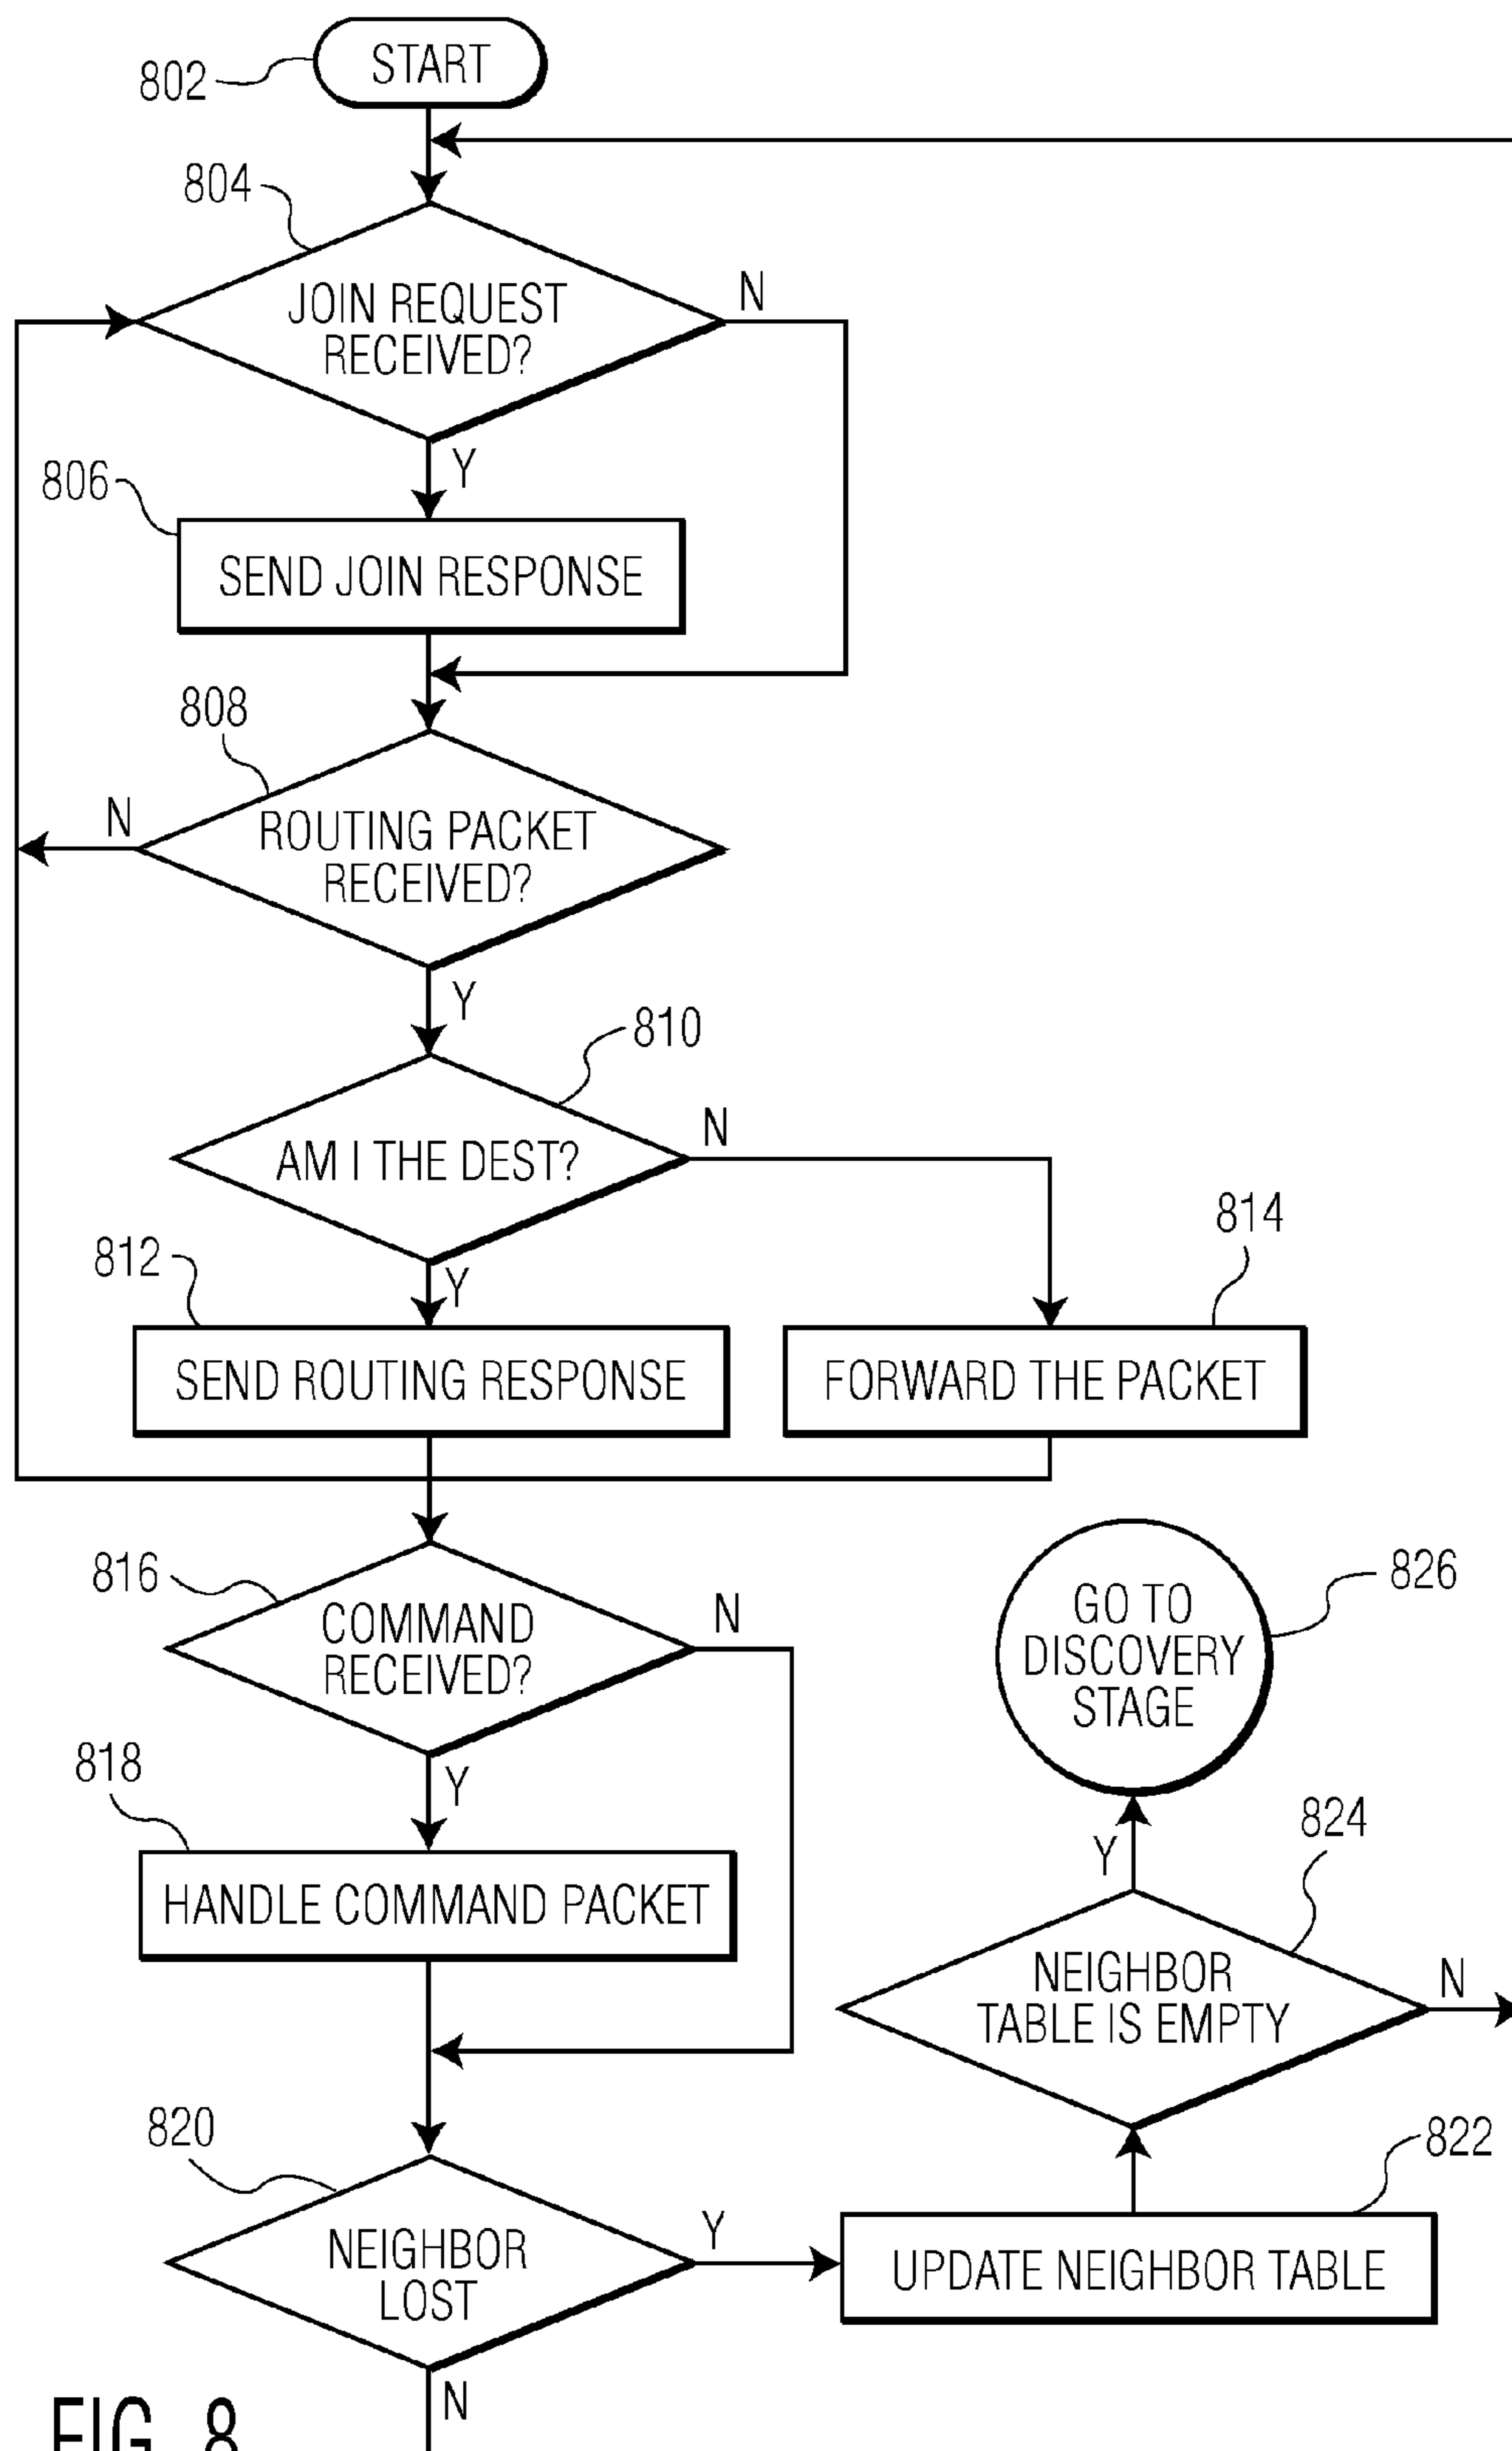 START
802
804
JOIN REQUEST
RECEIVED?
N
Y
806
SEND JOIN RESPONSE
808
N
ROUTING PACKET
RECEIVED?
Y
810
AM I THE DEST?
N
Y
812
814
SEND ROUTING RESPONSE
FORWARD THE PACKET
816
COMMAND
RECEIVED?
N
Y
818
HANDLE COMMAND PACKET
820
NEIGHBOR
LOST
Y
N
822
UPDATE NEIGHBOR TABLE
824
NEIGHBOR
TABLE IS EMPTY
N
Y
826
GO TO
DISCOVERY
STAGE
FIG. 8